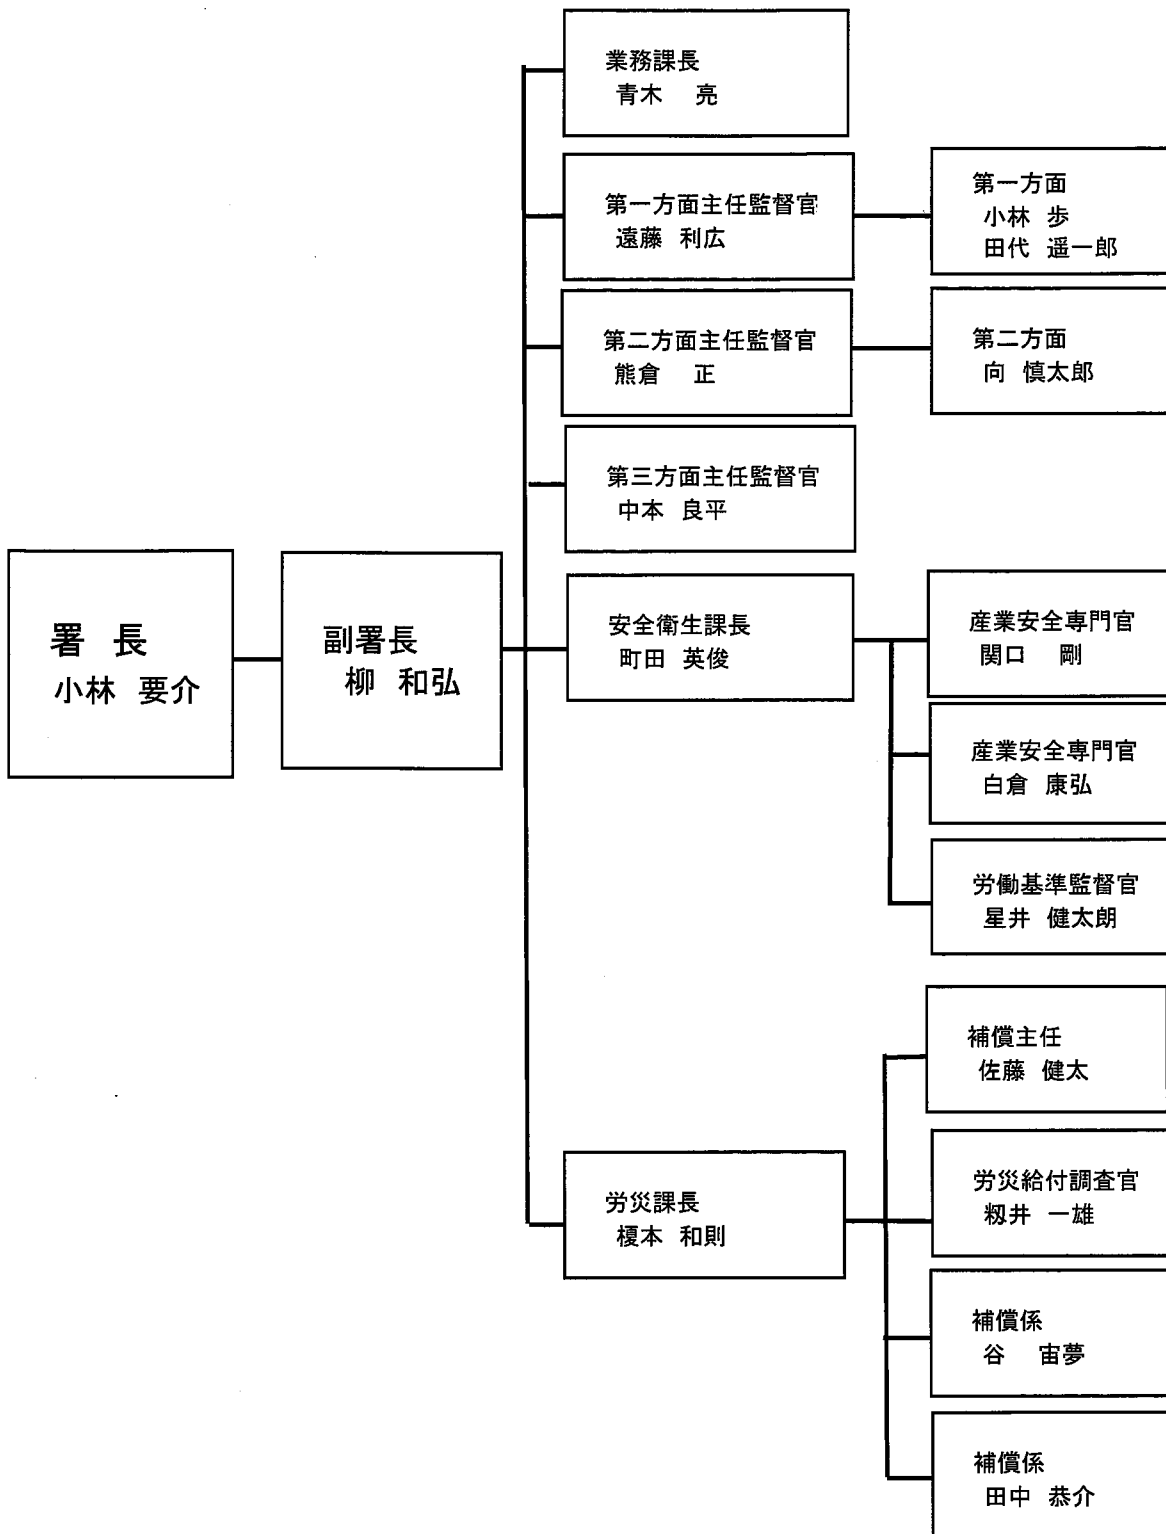 署 長
小林 要介
副署長
柳 和弘
業務課長
青木 亮
第一方面主任監督官
遠藤 利広
第一方面
小林 歩
田代 遥一郎
第二方面主任監督官
熊倉 正
第二方面
向 慎太郎
第三方面主任監督官
中本 良平
安全衛生課長
町田 英俊
産業安全専門官
関口 剛
産業安全専門官
白倉 康弘
労働基準監督官
星井 健太朗
労災課長
榎本 和則
補償主任
佐藤 健太
労災給付調査官
籾井 一雄
補償係
谷 宙夢
補償係
田中 恭介